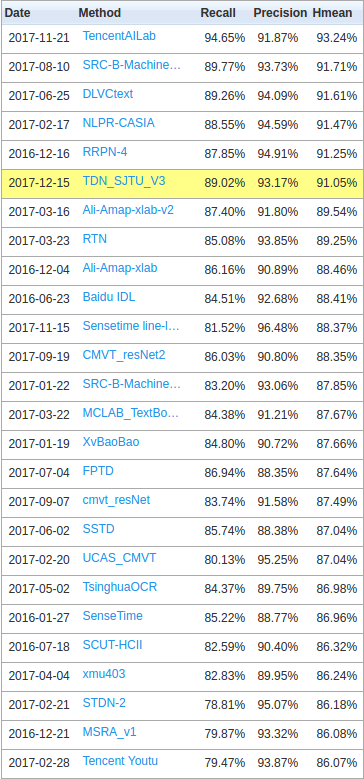 Date Method Recall Precision Hmean
2017-11-21 TencentAILab 94.65% 91.87% 93.24%
2017-08-10 SRC-B-Machine... 89.77% 93.73% 91.71%
2017-06-25 DLVCtext 89.26% 94.09% 91.61%
2017-02-17 NLPR-CASIA 88.55% 94.59% 91.47%
2016-12-16 RRPN-4 87.85% 94.91% 91.25%
2017-12-15 TDN_SJTU_V3 89.02% 93.17% 91.05%
2017-03-16 Ali-Amap-xlab-v2 87.40% 91.80% 89.54%
2017-03-23 RTN 85.08% 93.85% 89.25%
2016-12-04 Ali-Amap-xlab 86.16% 90.89% 88.46%
2016-06-23 Baidu IDL 84.51% 92.68% 88.41%
2017-11-15 Sensetime line-l... 81.52% 96.48% 88.37%
2017-09-19 CMVT_resNet2 86.03% 90.80% 88.35%
2017-01-22 SRC-B-Machine... 83.20% 93.06% 87.85%
2017-03-22 MCLAB_TextBo... 84.38% 91.21% 87.67%
2017-01-19 XvBaoBao 84.80% 90.72% 87.66%
2017-07-04 FPTD 86.94% 88.35% 87.64%
2017-09-07 cmvt_resNet 83.74% 91.58% 87.49%
2017-06-02 SSTD 85.74% 88.38% 87.04%
2017-02-20 UCAS_CMVT 80.13% 95.25% 87.04%
2017-05-02 TsinghuaOCR 84.37% 89.75% 86.98%
2016-01-27 SenseTime 85.22% 88.77% 86.96%
2016-07-18 SCUT-HCII 82.59% 90.40% 86.32%
2017-04-04 xmu403 82.83% 89.95% 86.24%
2017-02-21 STDN-2 78.81% 95.07% 86.18%
2016-12-21 MSRA_v1 79.87% 93.32% 86.08%
2017-02-28 Tencent Youtu 79.47% 93.87% 86.07%